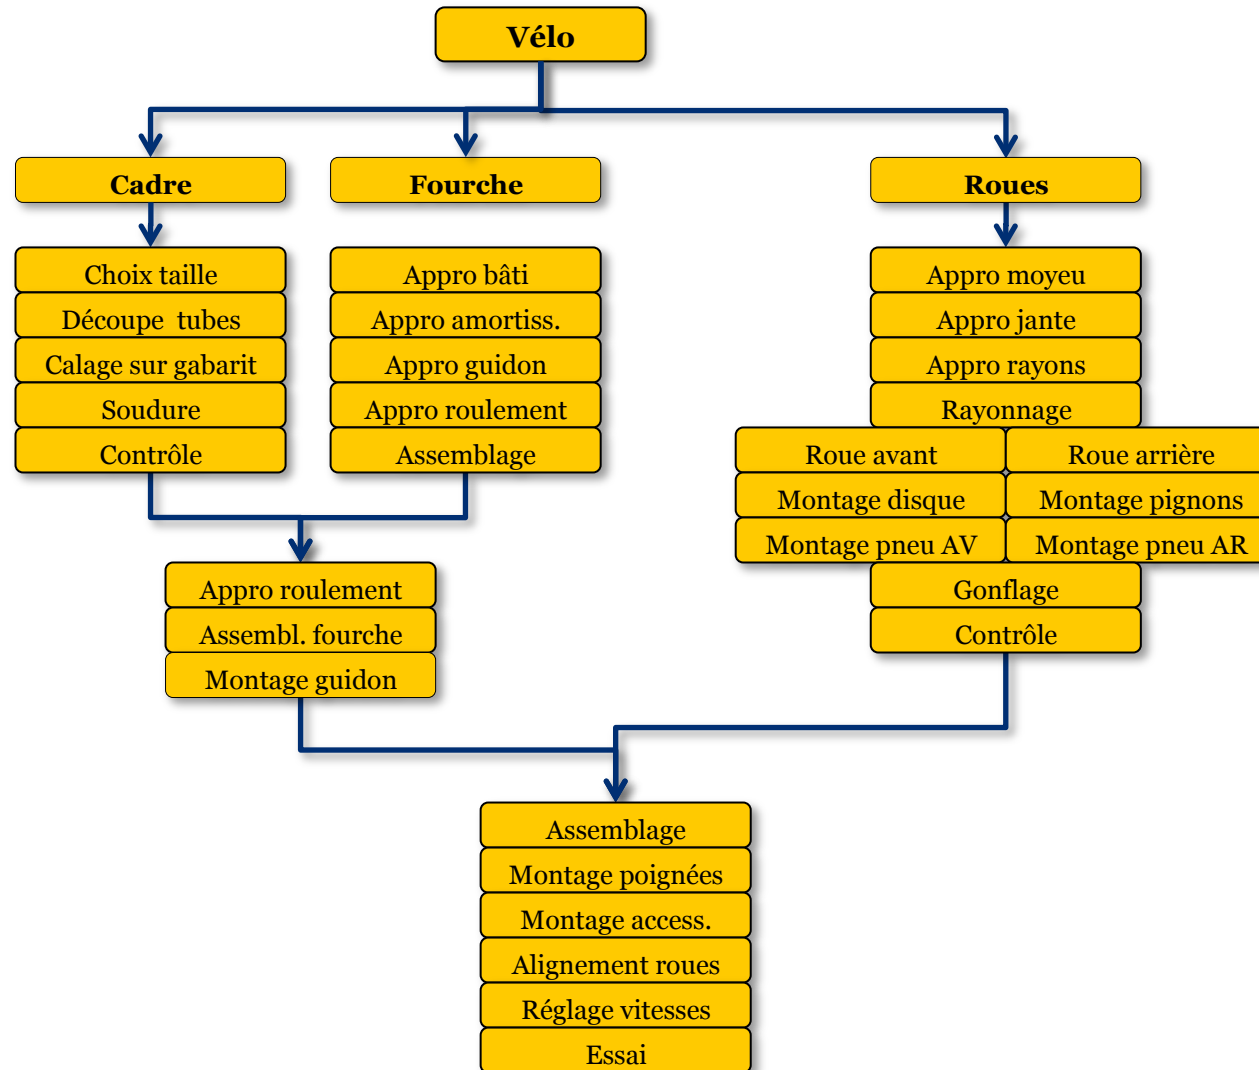 Vélo
Cadre
Fourche
Roues
Choix taille
Découpe  tubes
Calage sur gabarit
Soudure
Contrôle
Appro bâti
Appro amortiss.
Appro guidon
Appro roulement
Assemblage
Appro moyeu
Appro jante
Appro rayons
Rayonnage
Roue avant
Roue arrière
Montage disque
Montage pignons
Montage pneu AV
Montage pneu AR
Gonflage
Contrôle
Appro roulement
Assembl. fourche
Montage guidon
Assemblage
Montage poignées
Montage access.
Alignement roues
Réglage vitesses
Essai